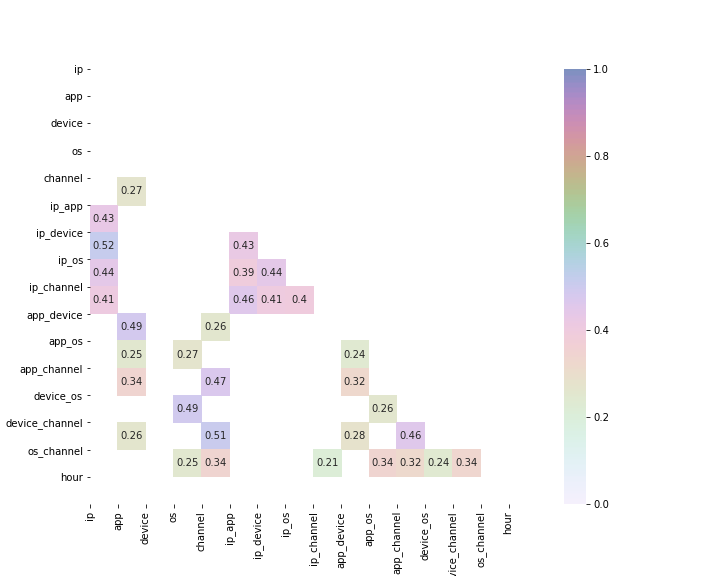 ip
app
device
os
channel
ip_app
ip_device
ip_os
ip_channel
app_device
app_os
app_channel
device_os
device_channel
os_channel
hour
0.27
0.43
0.52 0.43
0.44 0.39 0.44
0.41 0.46 0.41 0.4
0.49 0.26
0.25 0.27 0.24
0.34 0.47 0.32
0.49 0.26
0.26 0.51 0.28 0.46
0.25 0.34 0.21 0.34 0.32 0.24 0.34
ip
app
device
os
channel
ip_app
ip_device
ip_os
ip_channel
app_device
app_os
app_channel
device_os
vice_channel
os_channel
hour
1.0
0.8
0.6
0.4
0.2
0.0